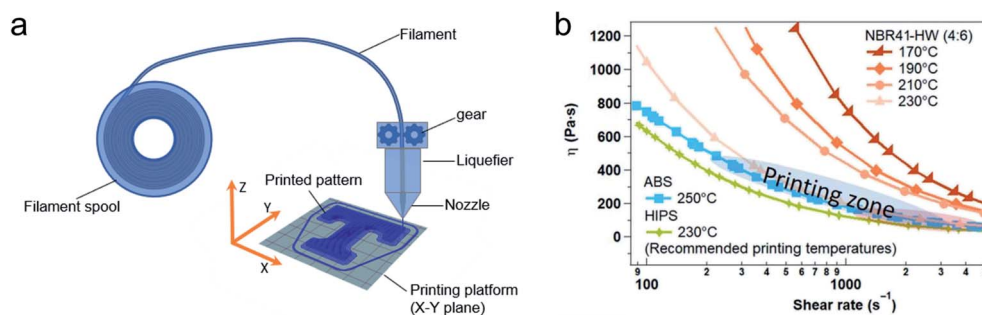 a
Filament
gear
Liquefier
Nozzle
Filament spool
Printed pattern
Z
Y
X
Printing platform
(X-Y plane)
b
η (Pa·s)
1200
1000
800
600
400
200
0
NBR41-HW (4:6)
170°C
190°C
210°C
230°C
Printing zone
ABS
250°C
HIPS
230°C
(Recommended printing temperatures)
9 100 2 3 4 5 6 7 8 9 1000 2 3 4
Shear rate (s⁻¹)